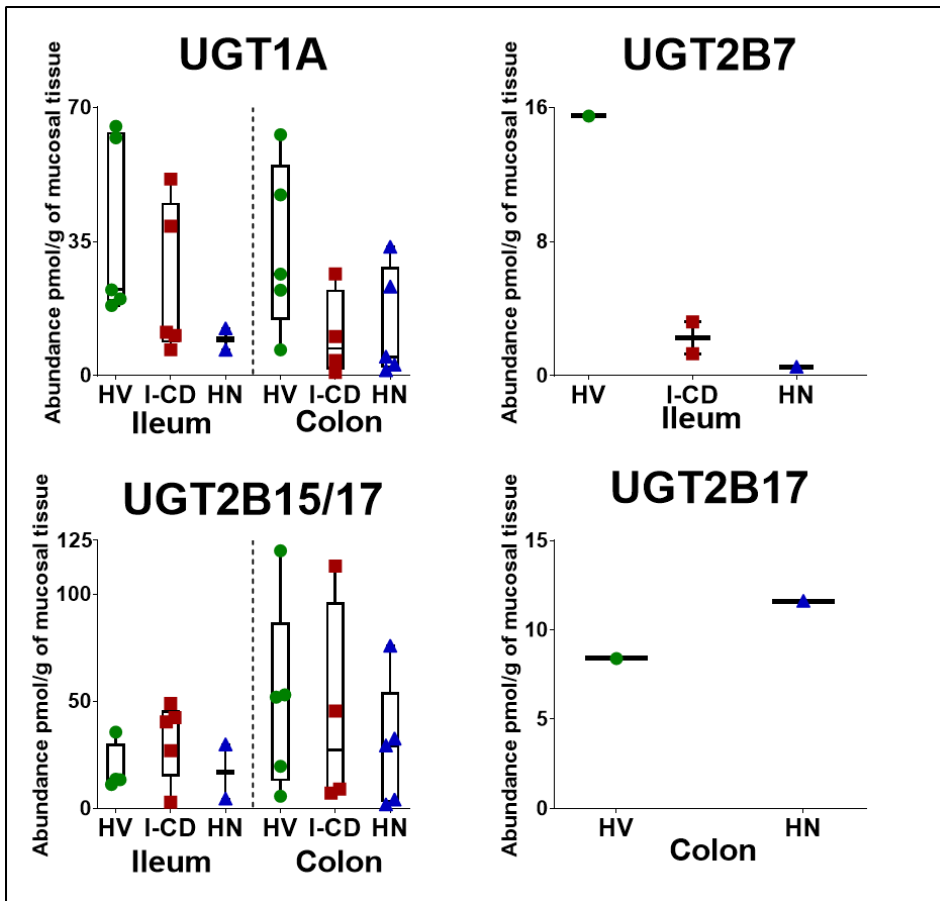 UGT1A
Abundance pmol/g of mucosal tissue
70
35
0
HV I-CD HN HV I-CD HN
Ileum Colon
UGT2B7
Abundance pmol/g of mucosal tissue
16
8
0
HV I-CD HN
Ileum
UGT2B15/17
Abundance pmol/g of mucosal tissue
125
100
50
0
HV I-CD HN HV I-CD HN
Ileum Colon
UGT2B17
Abundance pmol/g of mucosal tissue
15
10
5
0
HV HN
Colon